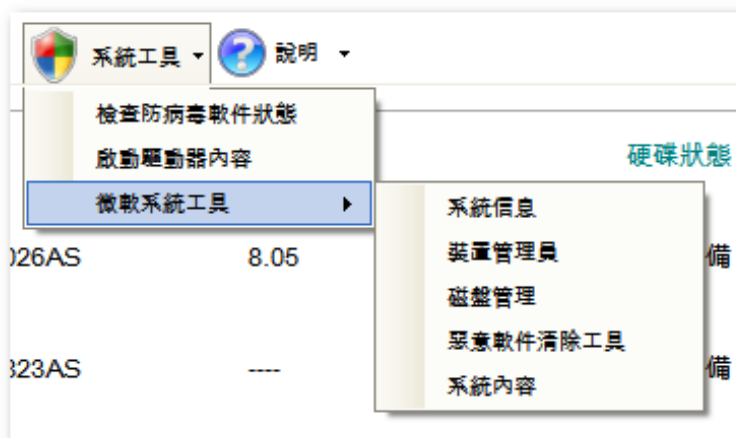 系統工具 說明
檢查防病毒軟件狀態
啟動驅動器內容
硬碟狀態
微軟系統工具
系統信息
026AS 8.05 裝置管理員 備
磁盤管理
惡意軟件清除工具
323AS ---- 備
系統內容